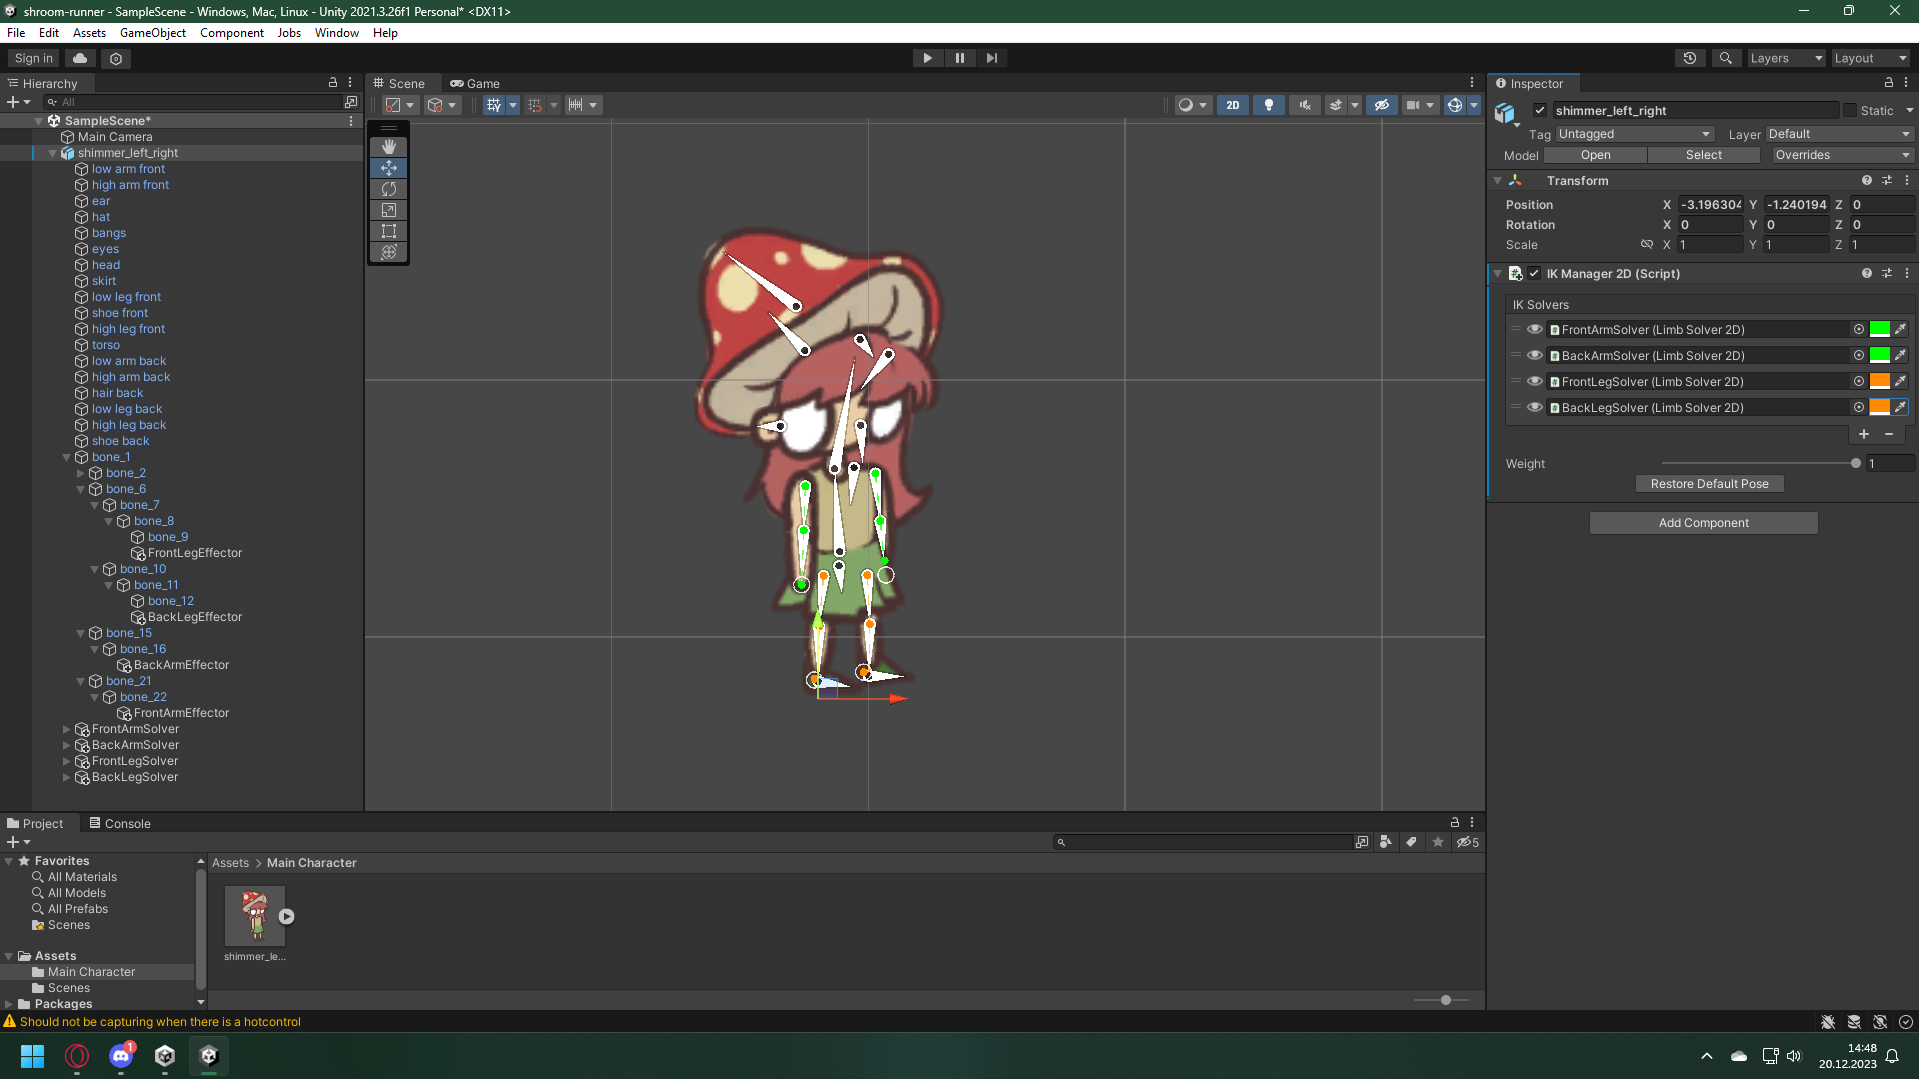 shroom-runner - SampleScene - Windows, Mac, Linux - Unity 2021.3.26f1 Personal* <DX11>
File Edit Assets GameObject Component Jobs Window Help
Sign in
Layers Layout
Hierarchy
All
SampleScene*
Main Camera
shimmer_left_right
low arm front
high arm front
ear
hat
bangs
eyes
head
skirt
low leg front
shoe front
high leg front
torso
low arm back
high arm back
hair back
low leg back
high leg back
shoe back
bone_1
bone_2
bone_6
bone_7
bone_8
bone_9
FrontLegEffector
bone_10
bone_11
bone_12
BackLegEffector
bone_15
bone_16
BackArmEffector
bone_21
bone_22
FrontArmEffector
FrontArmSolver
BackArmSolver
FrontLegSolver
BackLegSolver
Scene Game
2D
Inspector
shimmer_left_right Static
Tag Untagged Layer Default
Model Open Select Overrides
Transform
Position X -3.196304 Y -1.240194 Z 0
Rotation X 0 Y 0 Z 0
Scale X 1 Y 1 Z 1
IK Manager 2D (Script)
IK Solvers
FrontArmSolver (Limb Solver 2D)
BackArmSolver (Limb Solver 2D)
FrontLegSolver (Limb Solver 2D)
BackLegSolver (Limb Solver 2D)
Weight 1
Restore Default Pose
Add Component
Project Console
5
Favorites
All Materials
All Models
All Prefabs
Scenes
Assets
Main Character
Scenes
Packages
Assets > Main Character
shimmer_le...
Should not be capturing when there is a hotcontrol
1
14:48
20.12.2023